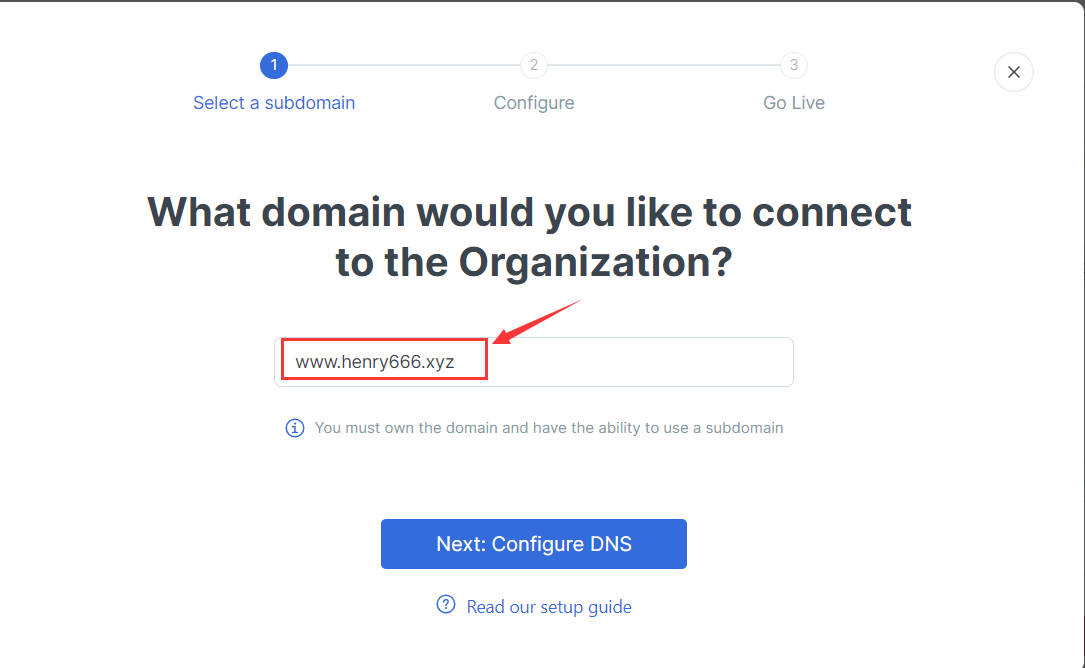 1
2
3
Select a subdomain
Configure
Go Live
What domain would you like to connect
to the Organization?
www.henry666.xyz
You must own the domain and have the ability to use a subdomain
Next: Configure DNS
Read our setup guide